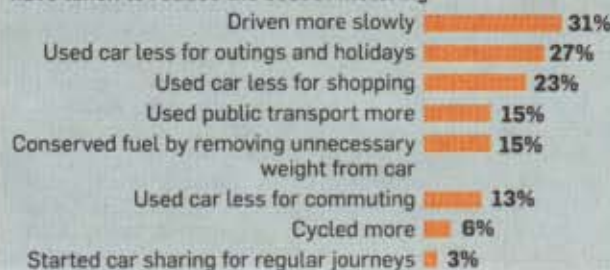 Driven more slowly 31%
Used car less for outings and holidays 27%
Used car less for shopping 23%
Used public transport more 15%
Conserved fuel by removing unnecessary 15%
weight from car
Used car less for commuting 13%
Cycled more 6%
Started car sharing for regular journeys 3%